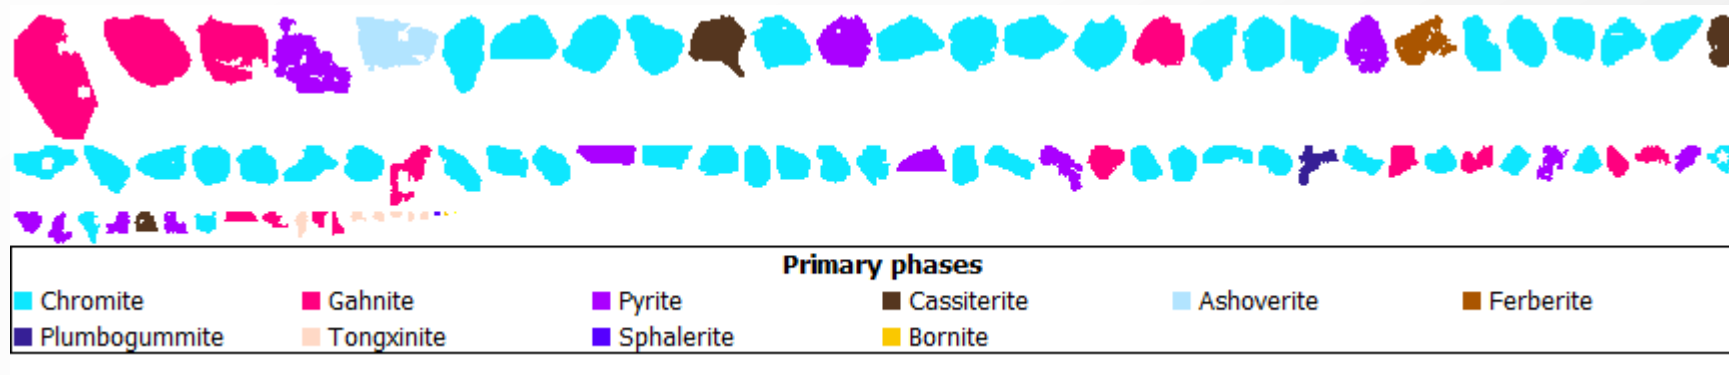 Primary phases
Chromite Gahnite Pyrite Cassiterite Ashoverite Ferberite
Plumbogummite Tongxinite Sphalerite Bornite